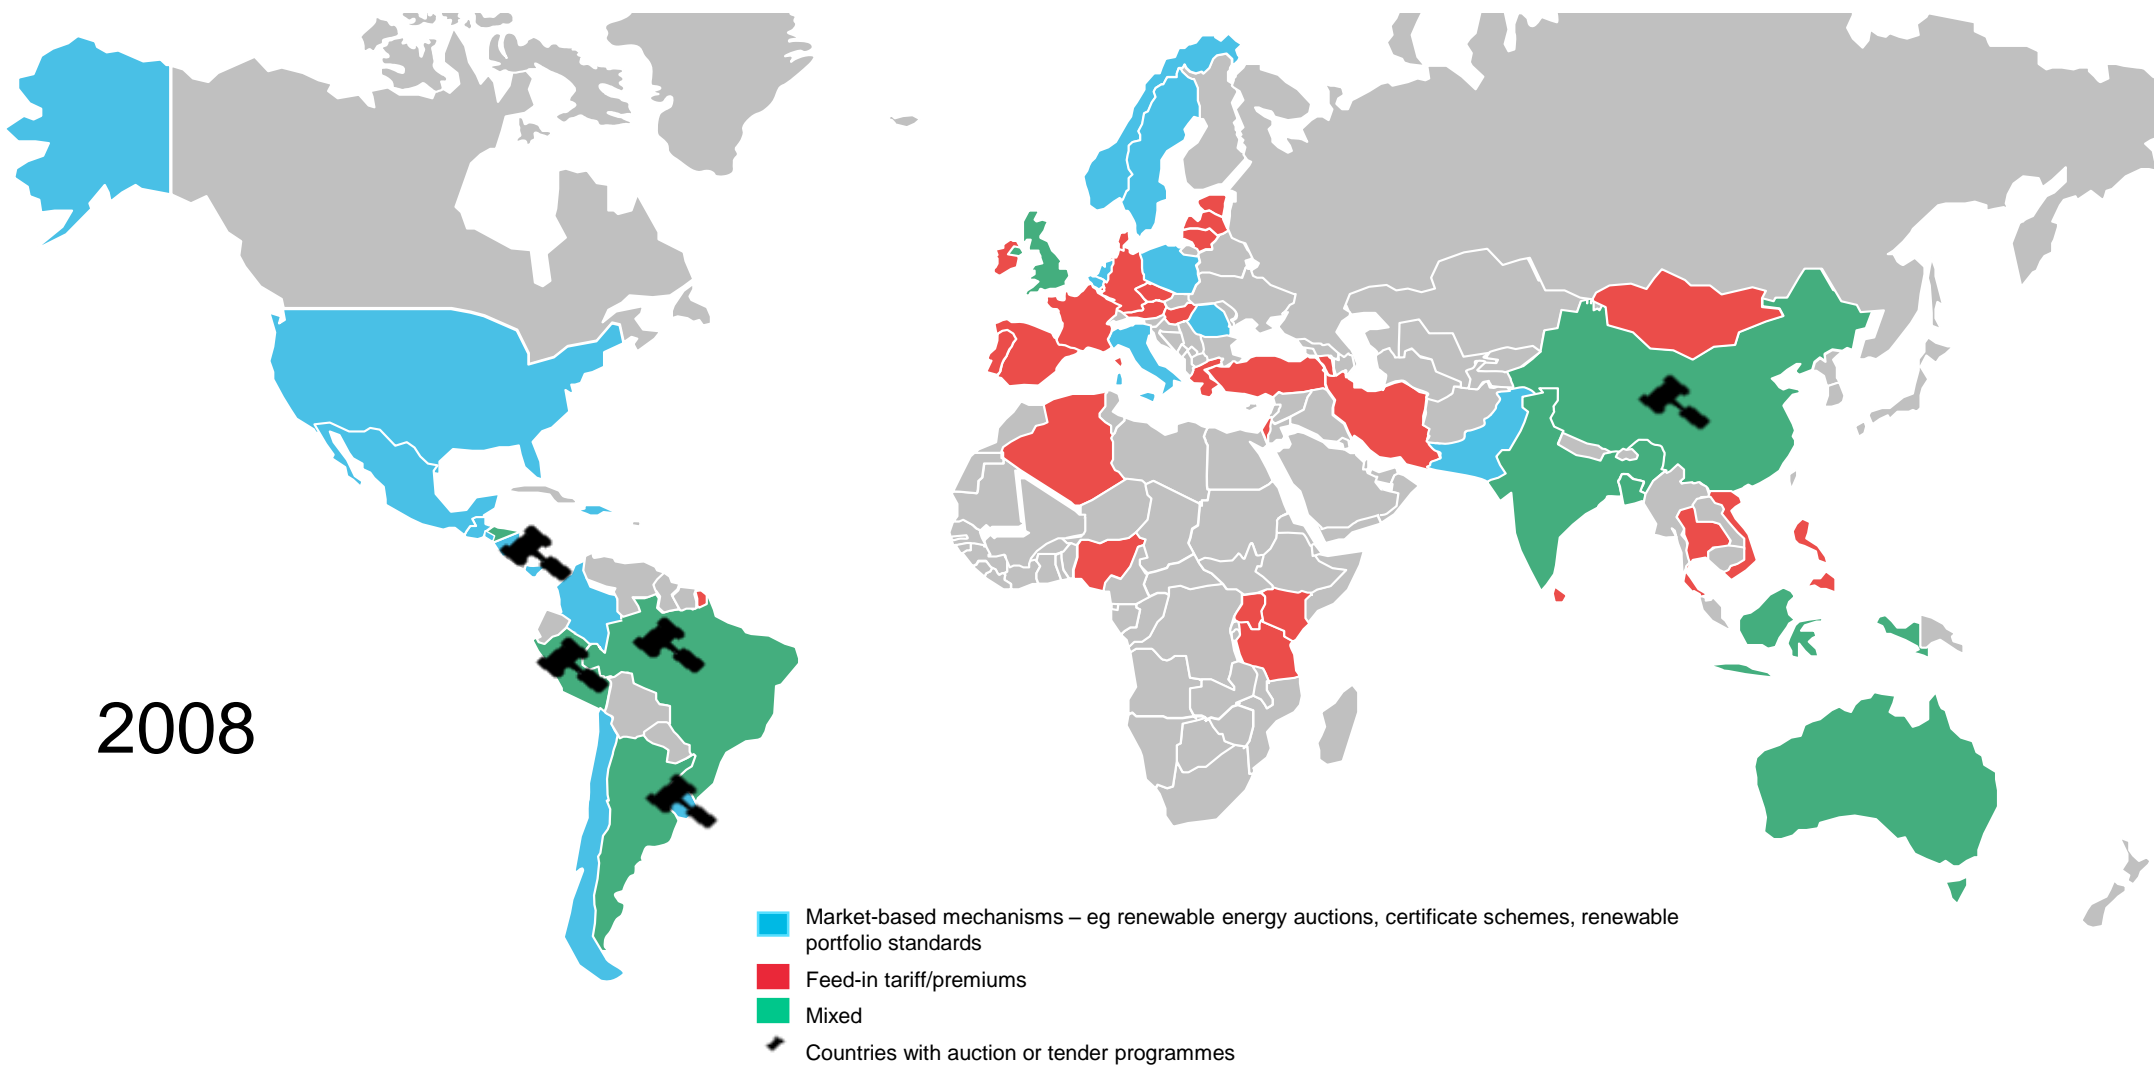 2008
Market-based mechanisms – eg renewable energy auctions, certificate schemes, renewable
portfolio standards
Feed-in tariff/premiums
Mixed
Countries with auction or tender programmes